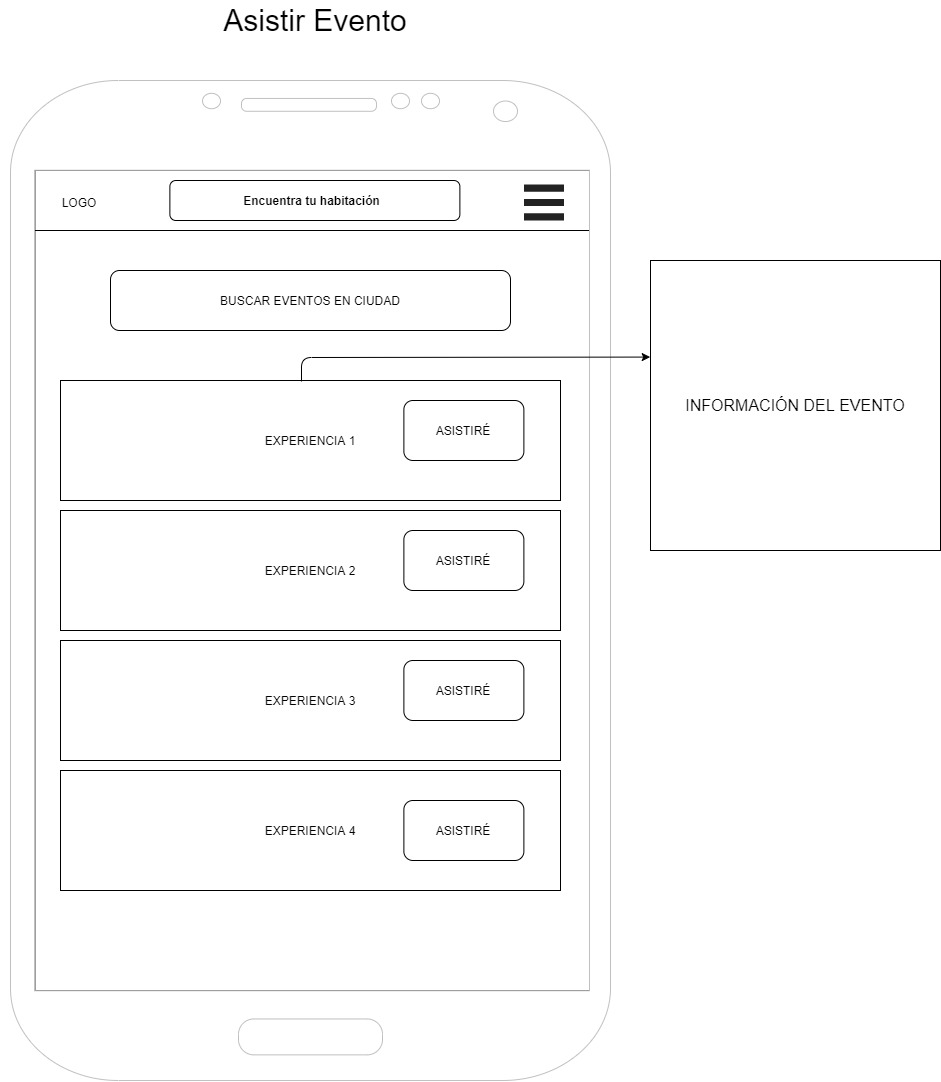 Asistir Evento
LOGO
Encuentra tu habitación
BUSCAR EVENTOS EN CIUDAD
EXPERIENCIA 1
ASISTIRÉ
INFORMACIÓN DEL EVENTO
EXPERIENCIA 2
ASISTIRÉ
EXPERIENCIA 3
ASISTIRÉ
EXPERIENCIA 4
ASISTIRÉ